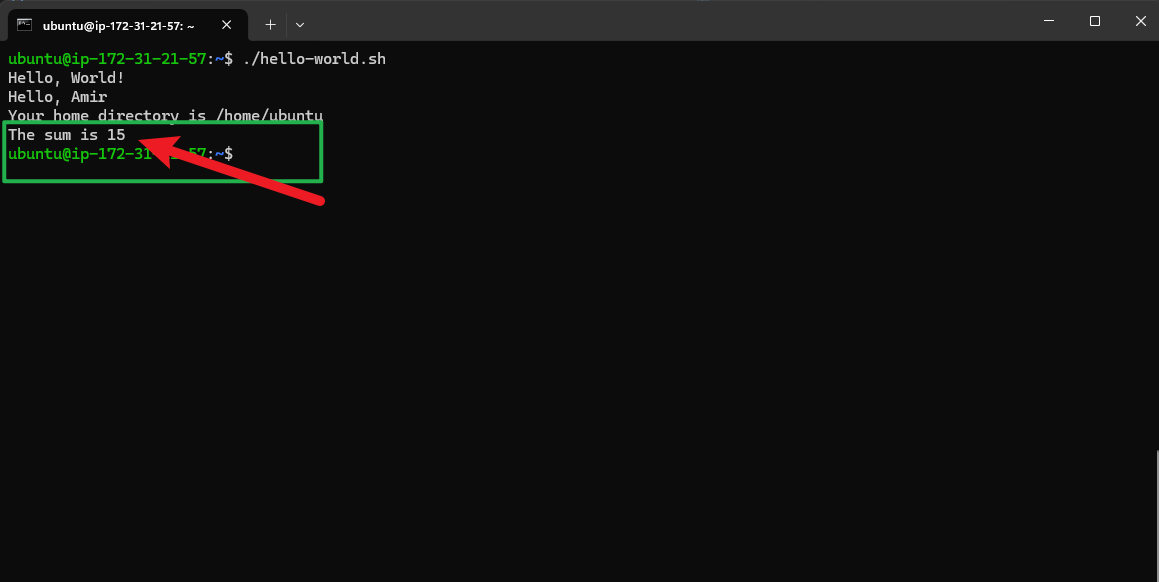 ubuntu@ip-172-31-21-57: ~
ubuntu@ip-172-31-21-57:~$ ./hello-world.sh
Hello, World!
Hello, Amir
Your home directory is /home/ubuntu
The sum is 15
ubuntu@ip-172-31-21-57:~$